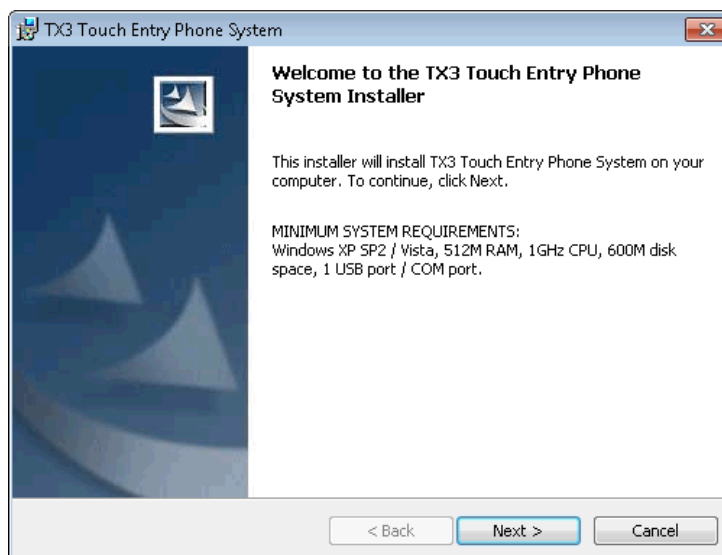 TX3 Touch Entry Phone System
Welcome to the TX3 Touch Entry Phone
System Installer
This installer will install TX3 Touch Entry Phone System on your
computer. To continue, click Next.
MINIMUM SYSTEM REQUIREMENTS:
Windows XP SP2 / Vista, 512M RAM, 1GHz CPU, 600M disk
space, 1 USB port / COM port.
< Back
Next >
Cancel